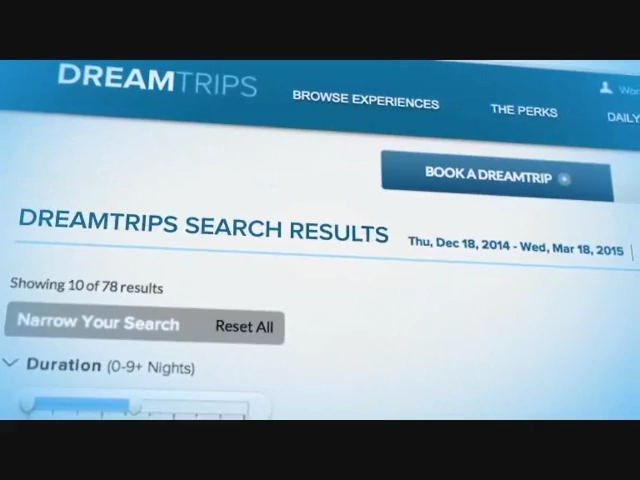 DREAMTRIPS
BROWSE EXPERIENCES
THE PERKS
DAILY
BOOK A DREAMTRIP
DREAMTRIPS SEARCH RESULTS
Thu, Dec 18, 2014 - Wed, Mar 18, 2015
Showing 10 of 78 results
Narrow Your Search
Reset All
Duration (0-9+ Nights)